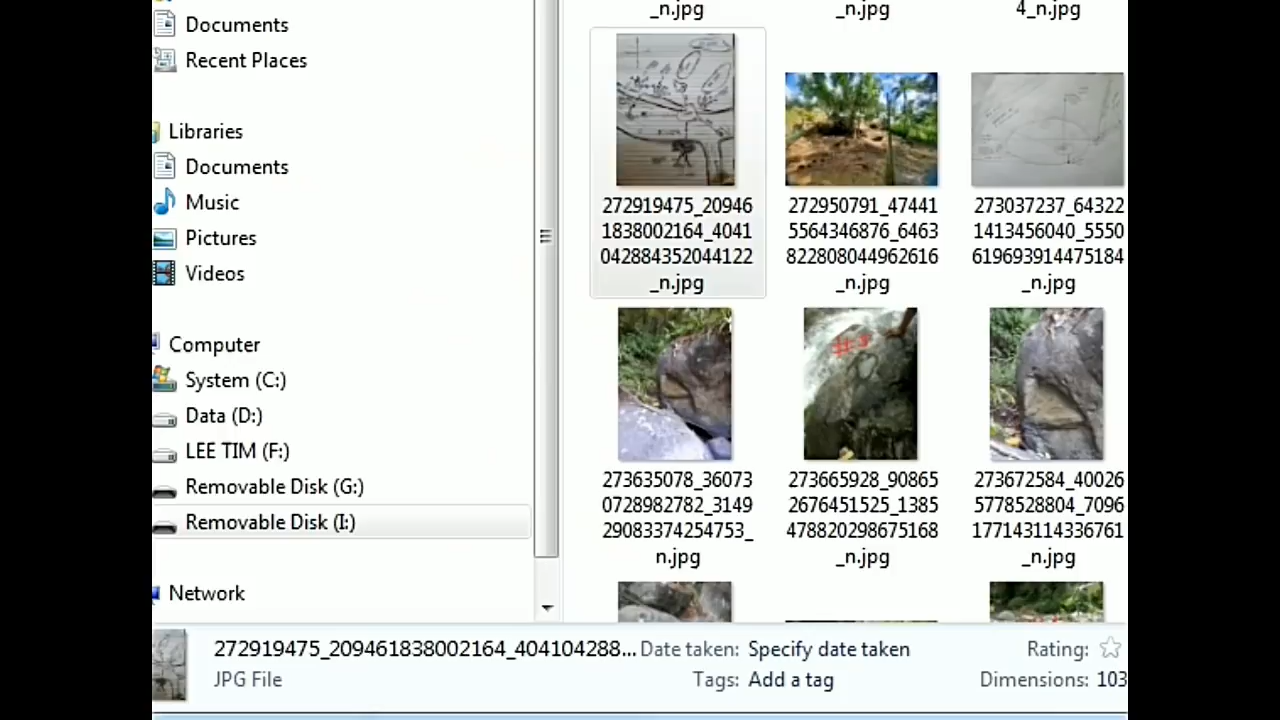 Documents
Recent Places
Libraries
Documents
Music
Pictures
Videos
Computer
System (C:)
Data (D:)
LEE TIM (F:)
Removable Disk (G:)
Removable Disk (I:)
Network
_n.jpg
_n.jpg
4_n.jpg
272919475_20946
1838002164_4041
042884352044122
_n.jpg
272950791_47441
5564346876_6463
822808044962616
_n.jpg
273037237_64322
1413456040_5550
619693914475184
_n.jpg
273635078_36073
0728982782_3149
29083374254753_
n.jpg
273665928_90865
2676451525_1385
478820298675168
_n.jpg
273672584_40026
5778528804_7096
177143114336761
_n.jpg
272919475_209461838002164_404104288...
JPG File
Date taken: Specify date taken
Tags: Add a tag
Rating:
Dimensions: 103